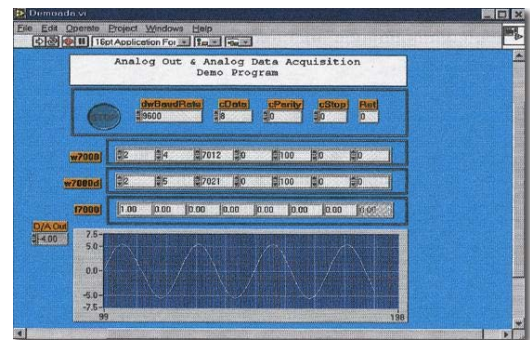 Demoada.vi
File Edit Operate Project Windows Help
16pt Application Fon
Analog Out & Analog Data Acquisition
Demo Program
STOP
dwBaudRate cData cParity cStop Ret
9600 8 0 0 0
w7000 2 4 7012 0 100 0 0
w7000d 2 5 7021 0 100 0 0
f7000 1.00 0.00 0.00 0.00 0.00 0.00 0.00
D/A Out
-4.00
7.5
5.0
0.0
-5.0
-7.5
99 198